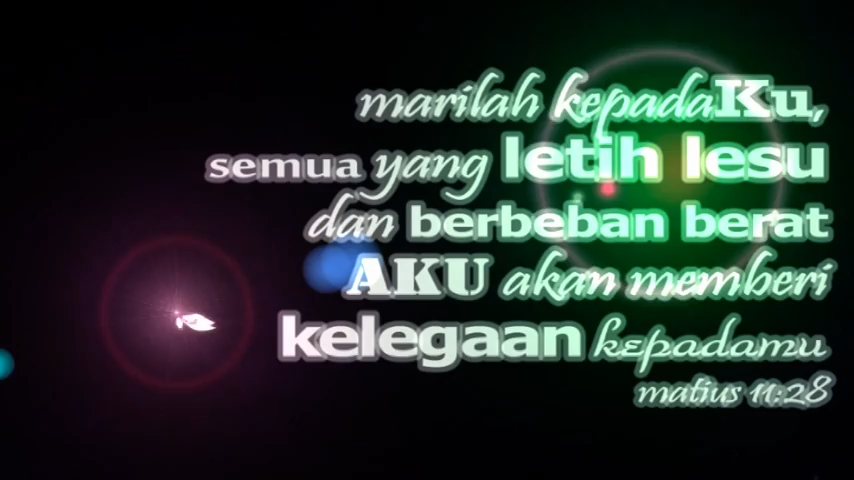 marilah kepadaKu,
semua yang letih lesu
dan berbeban berat
AKU akan memberi
kelegaan kepadamu
matius 11:28